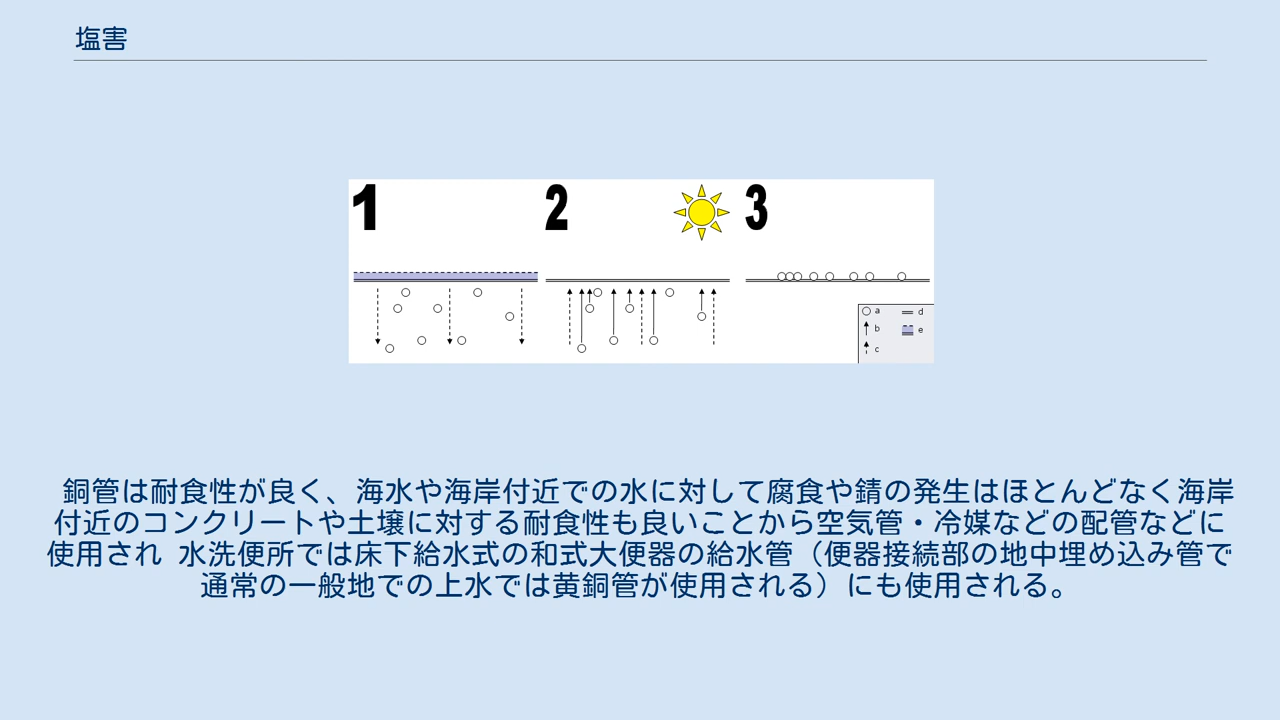 塩害
1 2 3
a d
b e
c
銅管は耐食性が良く、海水や海岸付近での水に対して腐食や錆の発生はほとんどなく海岸
付近のコンクリートや土壌に対する耐食性も良いことから空気管・冷媒などの配管などに
使用され 水洗便所では床下給水式の和式大便器の給水管（便器接続部の地中埋め込み管で
通常の一般地での上水では黄銅管が使用される）にも使用される。